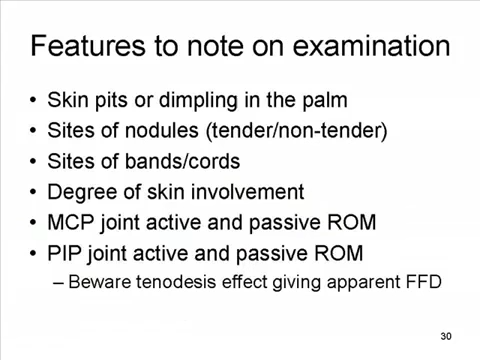 Features to note on examination
• Skin pits or dimpling in the palm
• Sites of nodules (tender/non-tender)
• Sites of bands/cords
• Degree of skin involvement
• MCP joint active and passive ROM
• PIP joint active and passive ROM
– Beware tenodesis effect giving apparent FFD
30